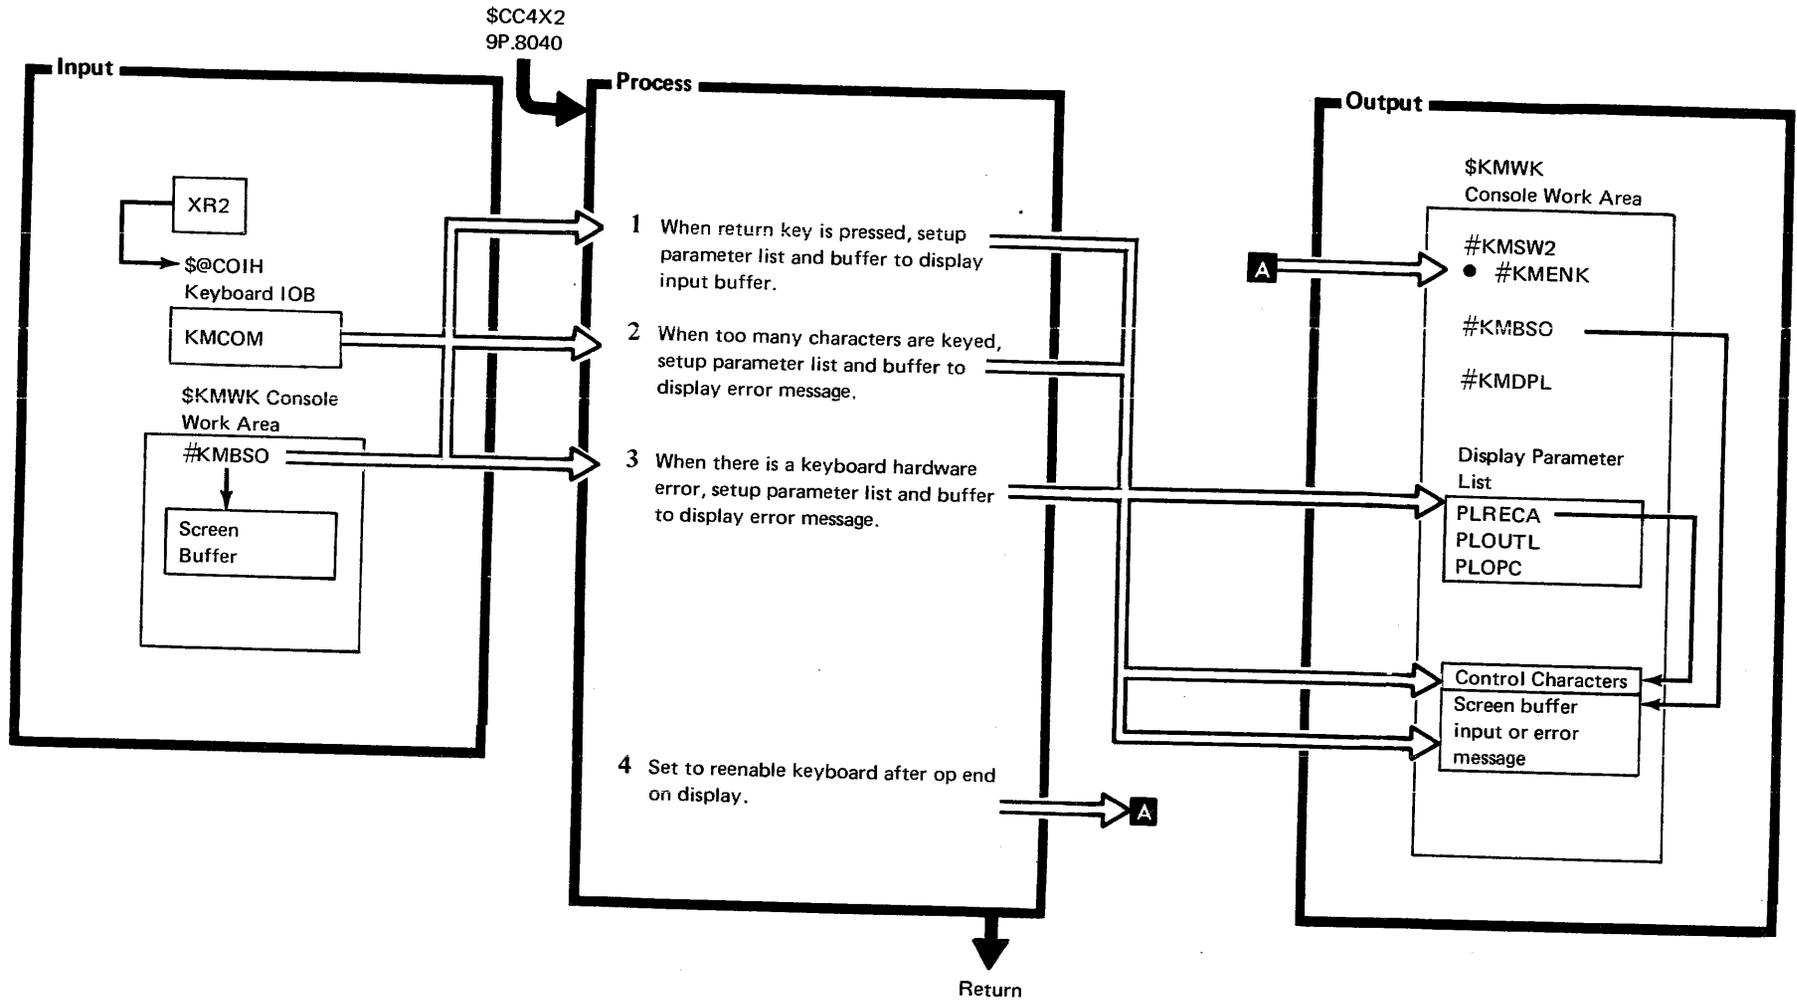 $CC4X2
9P.8040
Input
XR2
$@COIH
Keyboard IOB
KMCOM
$KMWK Console
Work Area
#KMBSO
Screen
Buffer
Process
1 When return key is pressed, setup
parameter list and buffer to display
input buffer.
2 When too many characters are keyed,
setup parameter list and buffer to
display error message.
3 When there is a keyboard hardware
error, setup parameter list and buffer
to display error message.
4 Set to reenable keyboard after op end
on display.
A
Return
Output
$KMWK
Console Work Area
A
#KMSW2
● #KMENK
#KMBSO
#KMDPL
Display Parameter
List
PLRECA
PLOUTL
PLOPC
Control Characters
Screen buffer
input or error
message